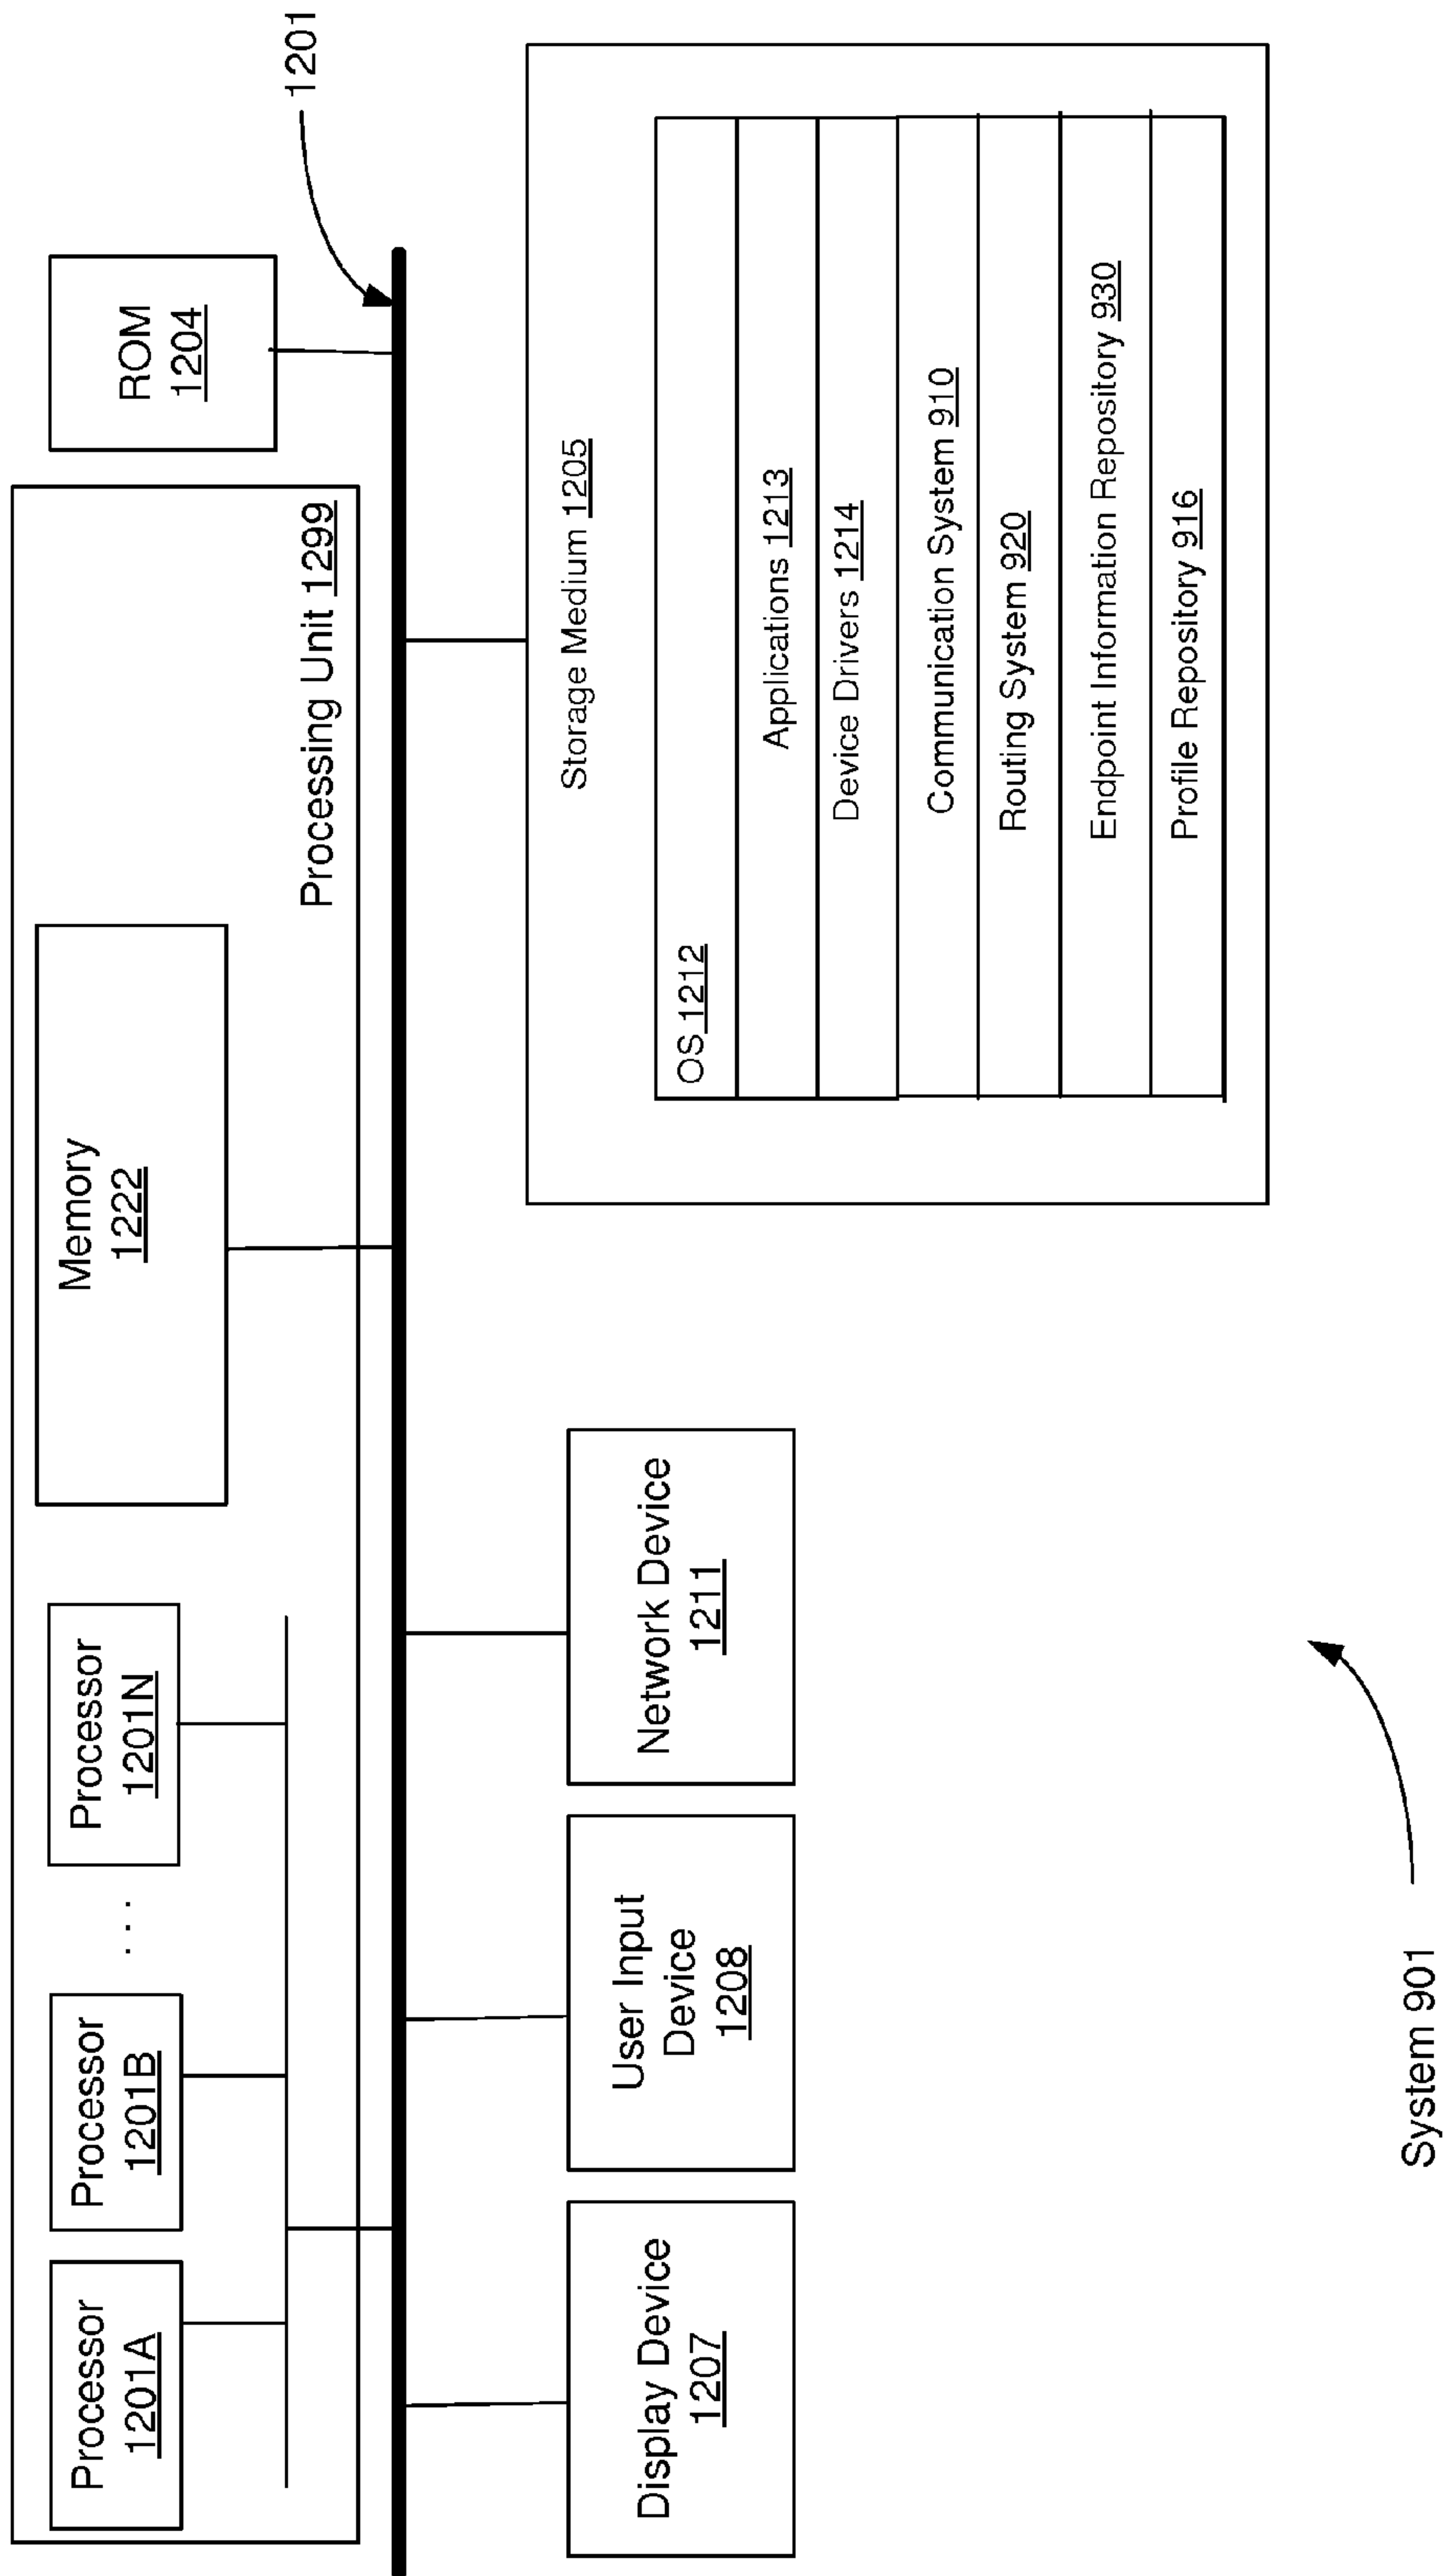 Processor
1201A
Processor
1201B
. . .
Processor
1201N
Memory
1222
Processing Unit 1299
ROM
1204
1201
Display Device
1207
User Input
Device
1208
Network Device
1211
Storage Medium 1205
OS 1212
Applications 1213
Device Drivers 1214
Communication System 910
Routing System 920
Endpoint Information Repository 930
Profile Repository 916
System 901